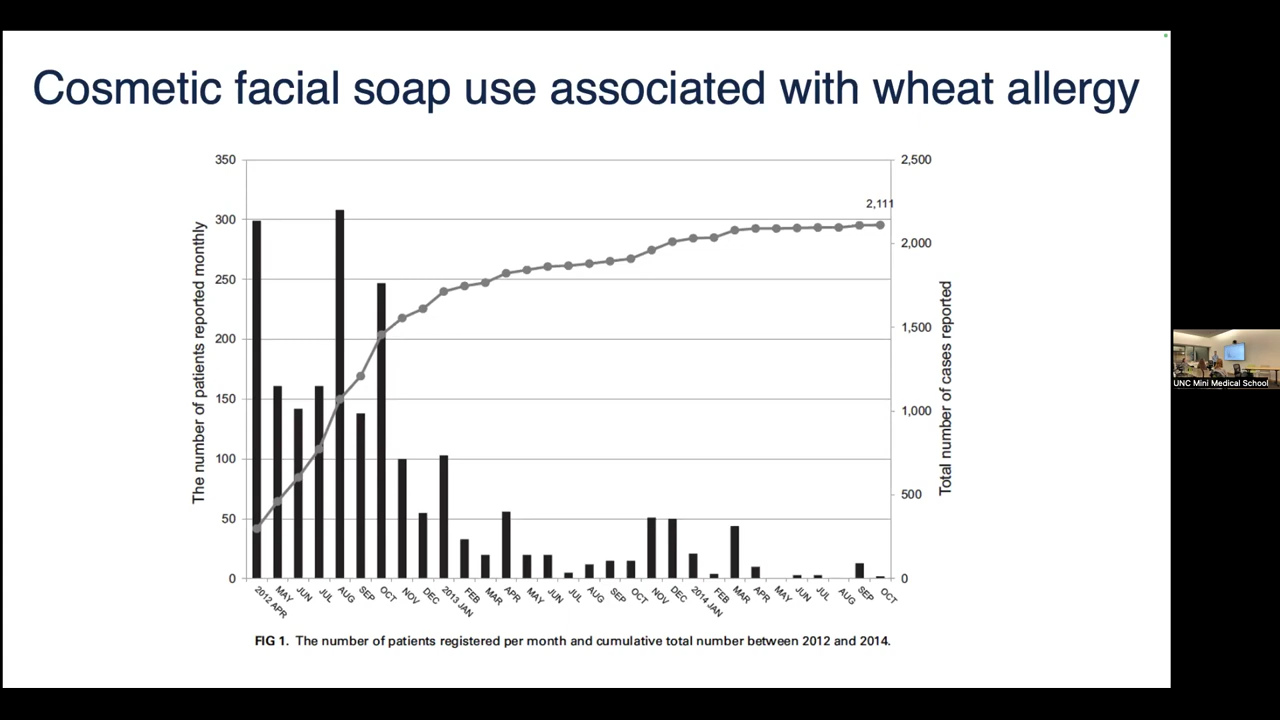 Cosmetic facial soap use associated with wheat allergy
350
300
250
200
150
100
50
0
The number of patients reported monthly
2,500
2,000
1,500
1,000
500
0
Total number of cases reported
2,111
2012 APR
MAY
JUN
JUL
AUG
SEP
OCT
NOV
DEC
2013 JAN
FEB
MAR
APR
MAY
JUN
JUL
AUG
SEP
OCT
NOV
DEC
2014 JAN
FEB
MAR
APR
MAY
JUN
JUL
AUG
SEP
OCT
FIG 1. The number of patients registered per month and cumulative total number between 2012 and 2014.
UNC Mini Medical School